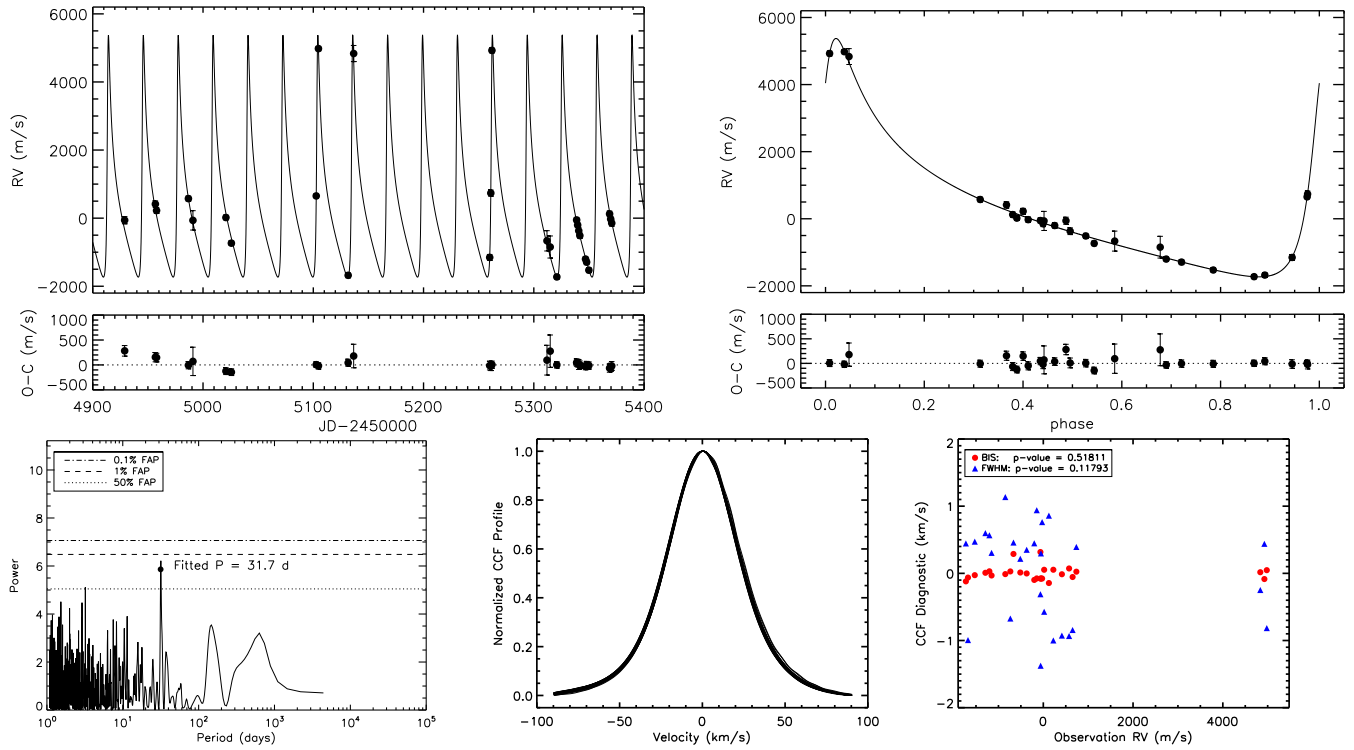 6000
4000
2000
0
−2000
RV (m/s)
1000
500
0
−500
O−C (m/s)
4900 5000 5100 5200 5300 5400
JD−2450000
6000
4000
2000
0
−2000
RV (m/s)
1000
500
0
−500
O−C (m/s)
0.0 0.2 0.4 0.6 0.8 1.0
phase
0.1% FAP
1% FAP
50% FAP
Fitted P = 31.7 d
10
8
6
4
2
0
Power
10^0 10^1 10^2 10^3 10^4 10^5
Period (days)
1.0
0.8
0.6
0.4
0.2
0.0
Normalized CCF Profile
−100 −50 0 50 100
Velocity (km/s)
BIS: p−value = 0.51811
FWHM: p−value = 0.11793
2
1
0
−1
−2
CCF Diagnostic (km/s)
0 2000 4000
Observation RV (m/s)